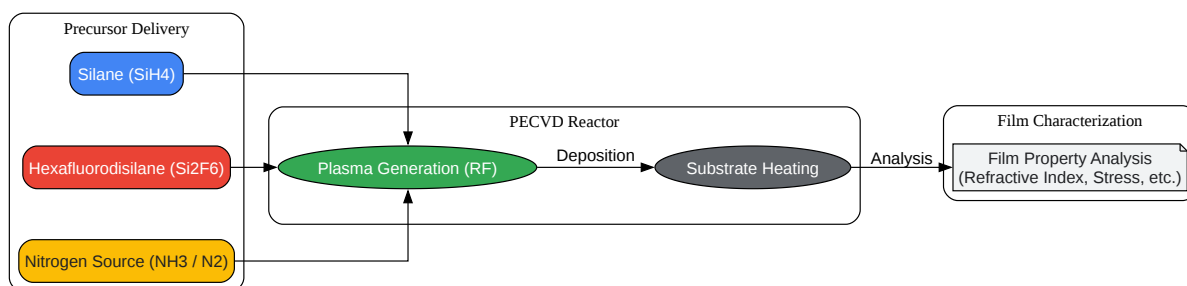 Precursor Delivery
Silane (SiH4)
Hexafluorodisilane (Si2F6)
Nitrogen Source (NH3 / N2)
PECVD Reactor
Plasma Generation (RF)
Deposition
Substrate Heating
Analysis
Film Characterization
Film Property Analysis
(Refractive Index, Stress, etc.)